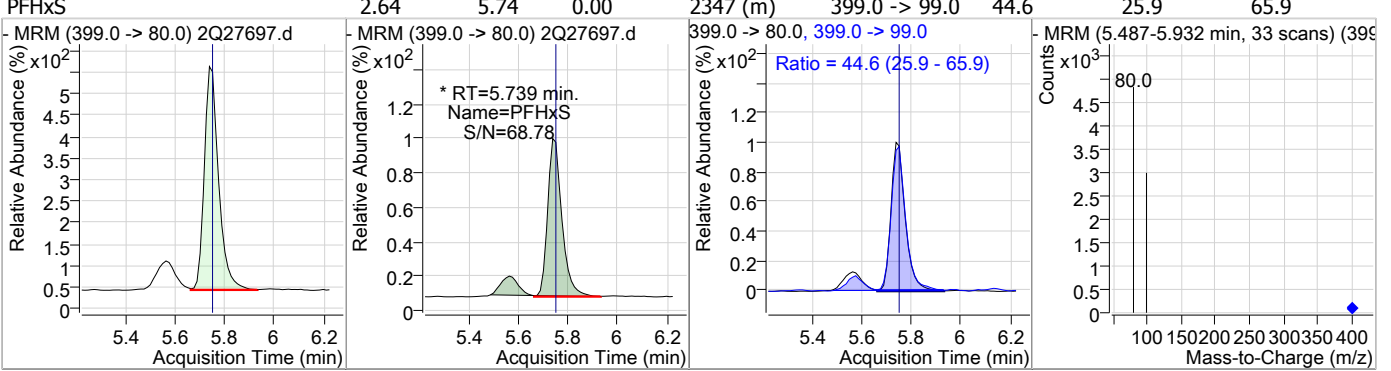 PFHxS 2.64 5.74 0.00 2347 (m) 399.0 -> 99.0 44.6 25.9 65.9
- MRM (399.0 -> 80.0) 2Q27697.d
Relative Abundance (%)
x10²
5
4.5
4
3.5
3
2.5
2
1.5
1
0.5
0
5.4 5.6 5.8 6 6.2
Acquisition Time (min)
- MRM (399.0 -> 80.0) 2Q27697.d
Relative Abundance (%)
x10²
* RT=5.739 min.
Name=PFHxS
S/N=68.78
1.2
1
0.8
0.6
0.4
0.2
0
5.4 5.6 5.8 6 6.2
Acquisition Time (min)
399.0 -> 80.0, 399.0 -> 99.0
Relative Abundance (%)
x10²
Ratio = 44.6 (25.9 - 65.9)
1.2
1
0.8
0.6
0.4
0.2
0
5.4 5.6 5.8 6 6.2
Acquisition Time (min)
- MRM (5.487-5.932 min, 33 scans) (399
Counts
x10³
80.0
4.5
4
3.5
3
2.5
2
1.5
1
0.5
0
100 150 200 250 300 350 400
Mass-to-Charge (m/z)